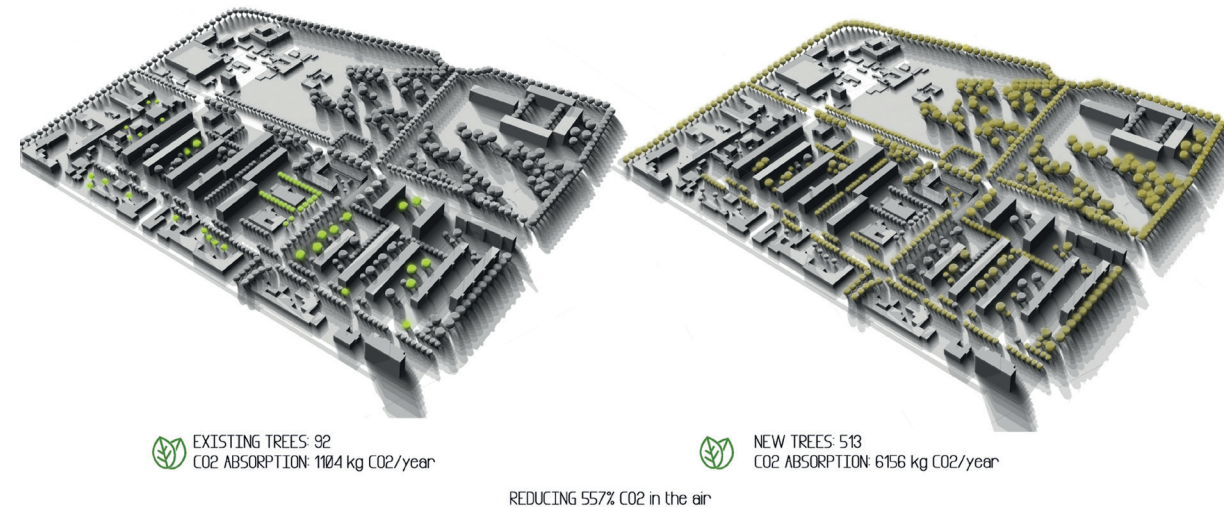 EXISTING TREES: 92
CO2 ABSORPTION: 1104 kg CO2/year
NEW TREES: 513
CO2 ABSORPTION: 6156 kg CO2/year
REDUCING 557% CO2 in the air